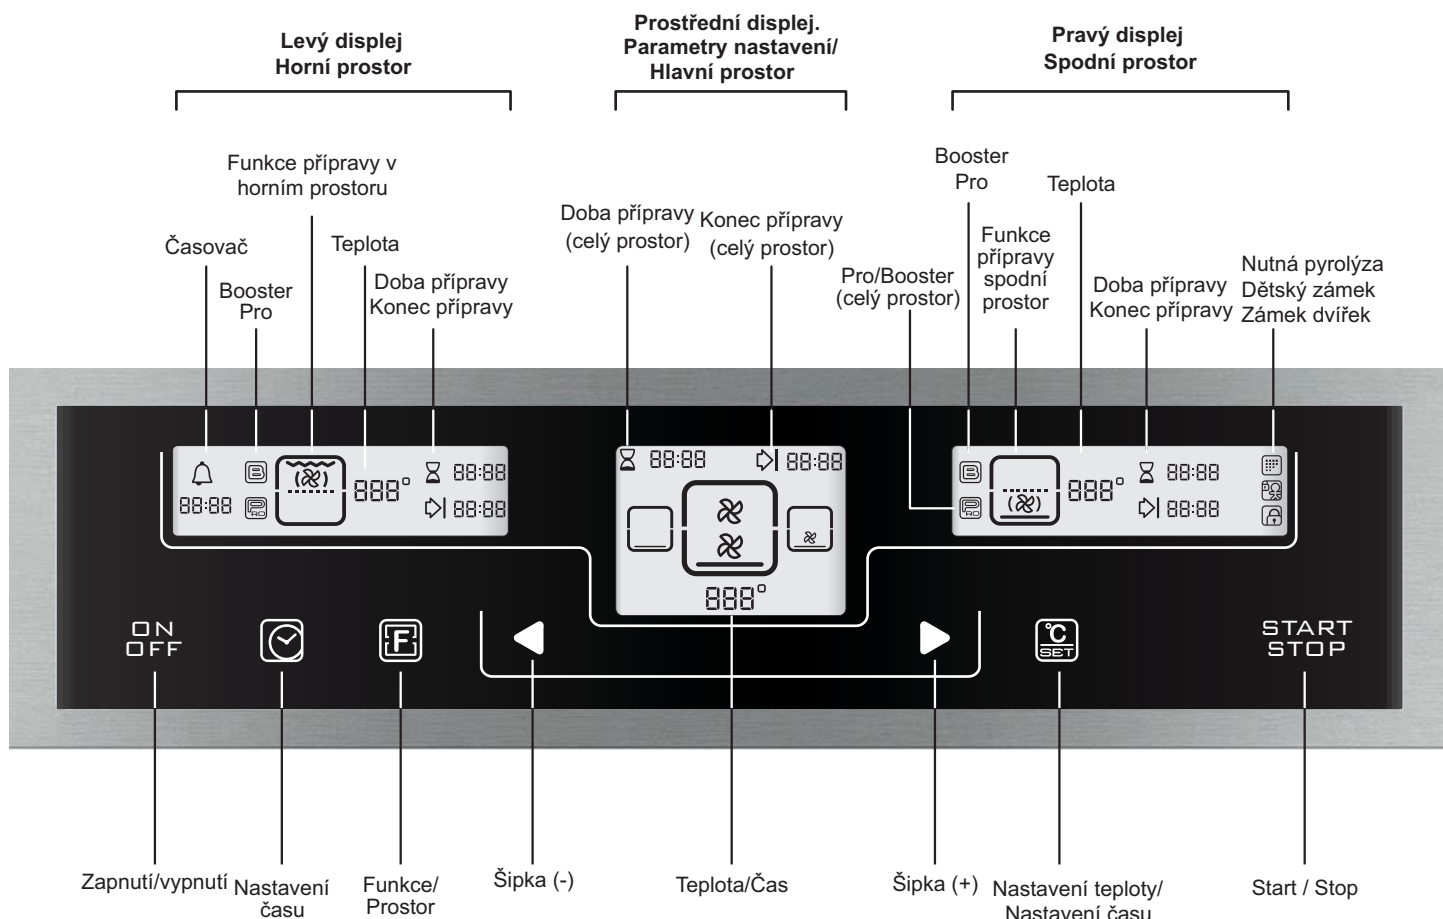 Levý displej
Horní prostor
Prostřední displej.
Parametry nastavení/
Hlavní prostor
Pravý displej
Spodní prostor
Funkce přípravy v
horním prostoru
Časovač
Booster
Pro
Teplota
Doba přípravy
Konec přípravy
Doba přípravy
(celý prostor)
Konec přípravy
(celý prostor)
Pro/Booster
(celý prostor)
Booster
Pro
Funkce
přípravy
spodní
prostor
Teplota
Doba přípravy
Konec přípravy
Nutná pyrolýza
Dětský zámek
Zámek dvířek
88:88
B
PRO
888°
88:88
88:88
88:88
88:88
888°
B
PRO
888°
88:88
88:88
ON
OFF
F
°C
SET
START
STOP
Zapnutí/vypnutí
Nastavení
času
Funkce/
Prostor
Šipka (-)
Teplota/Čas
Šipka (+)
Nastavení teploty/
Nastavení času
Start / Stop